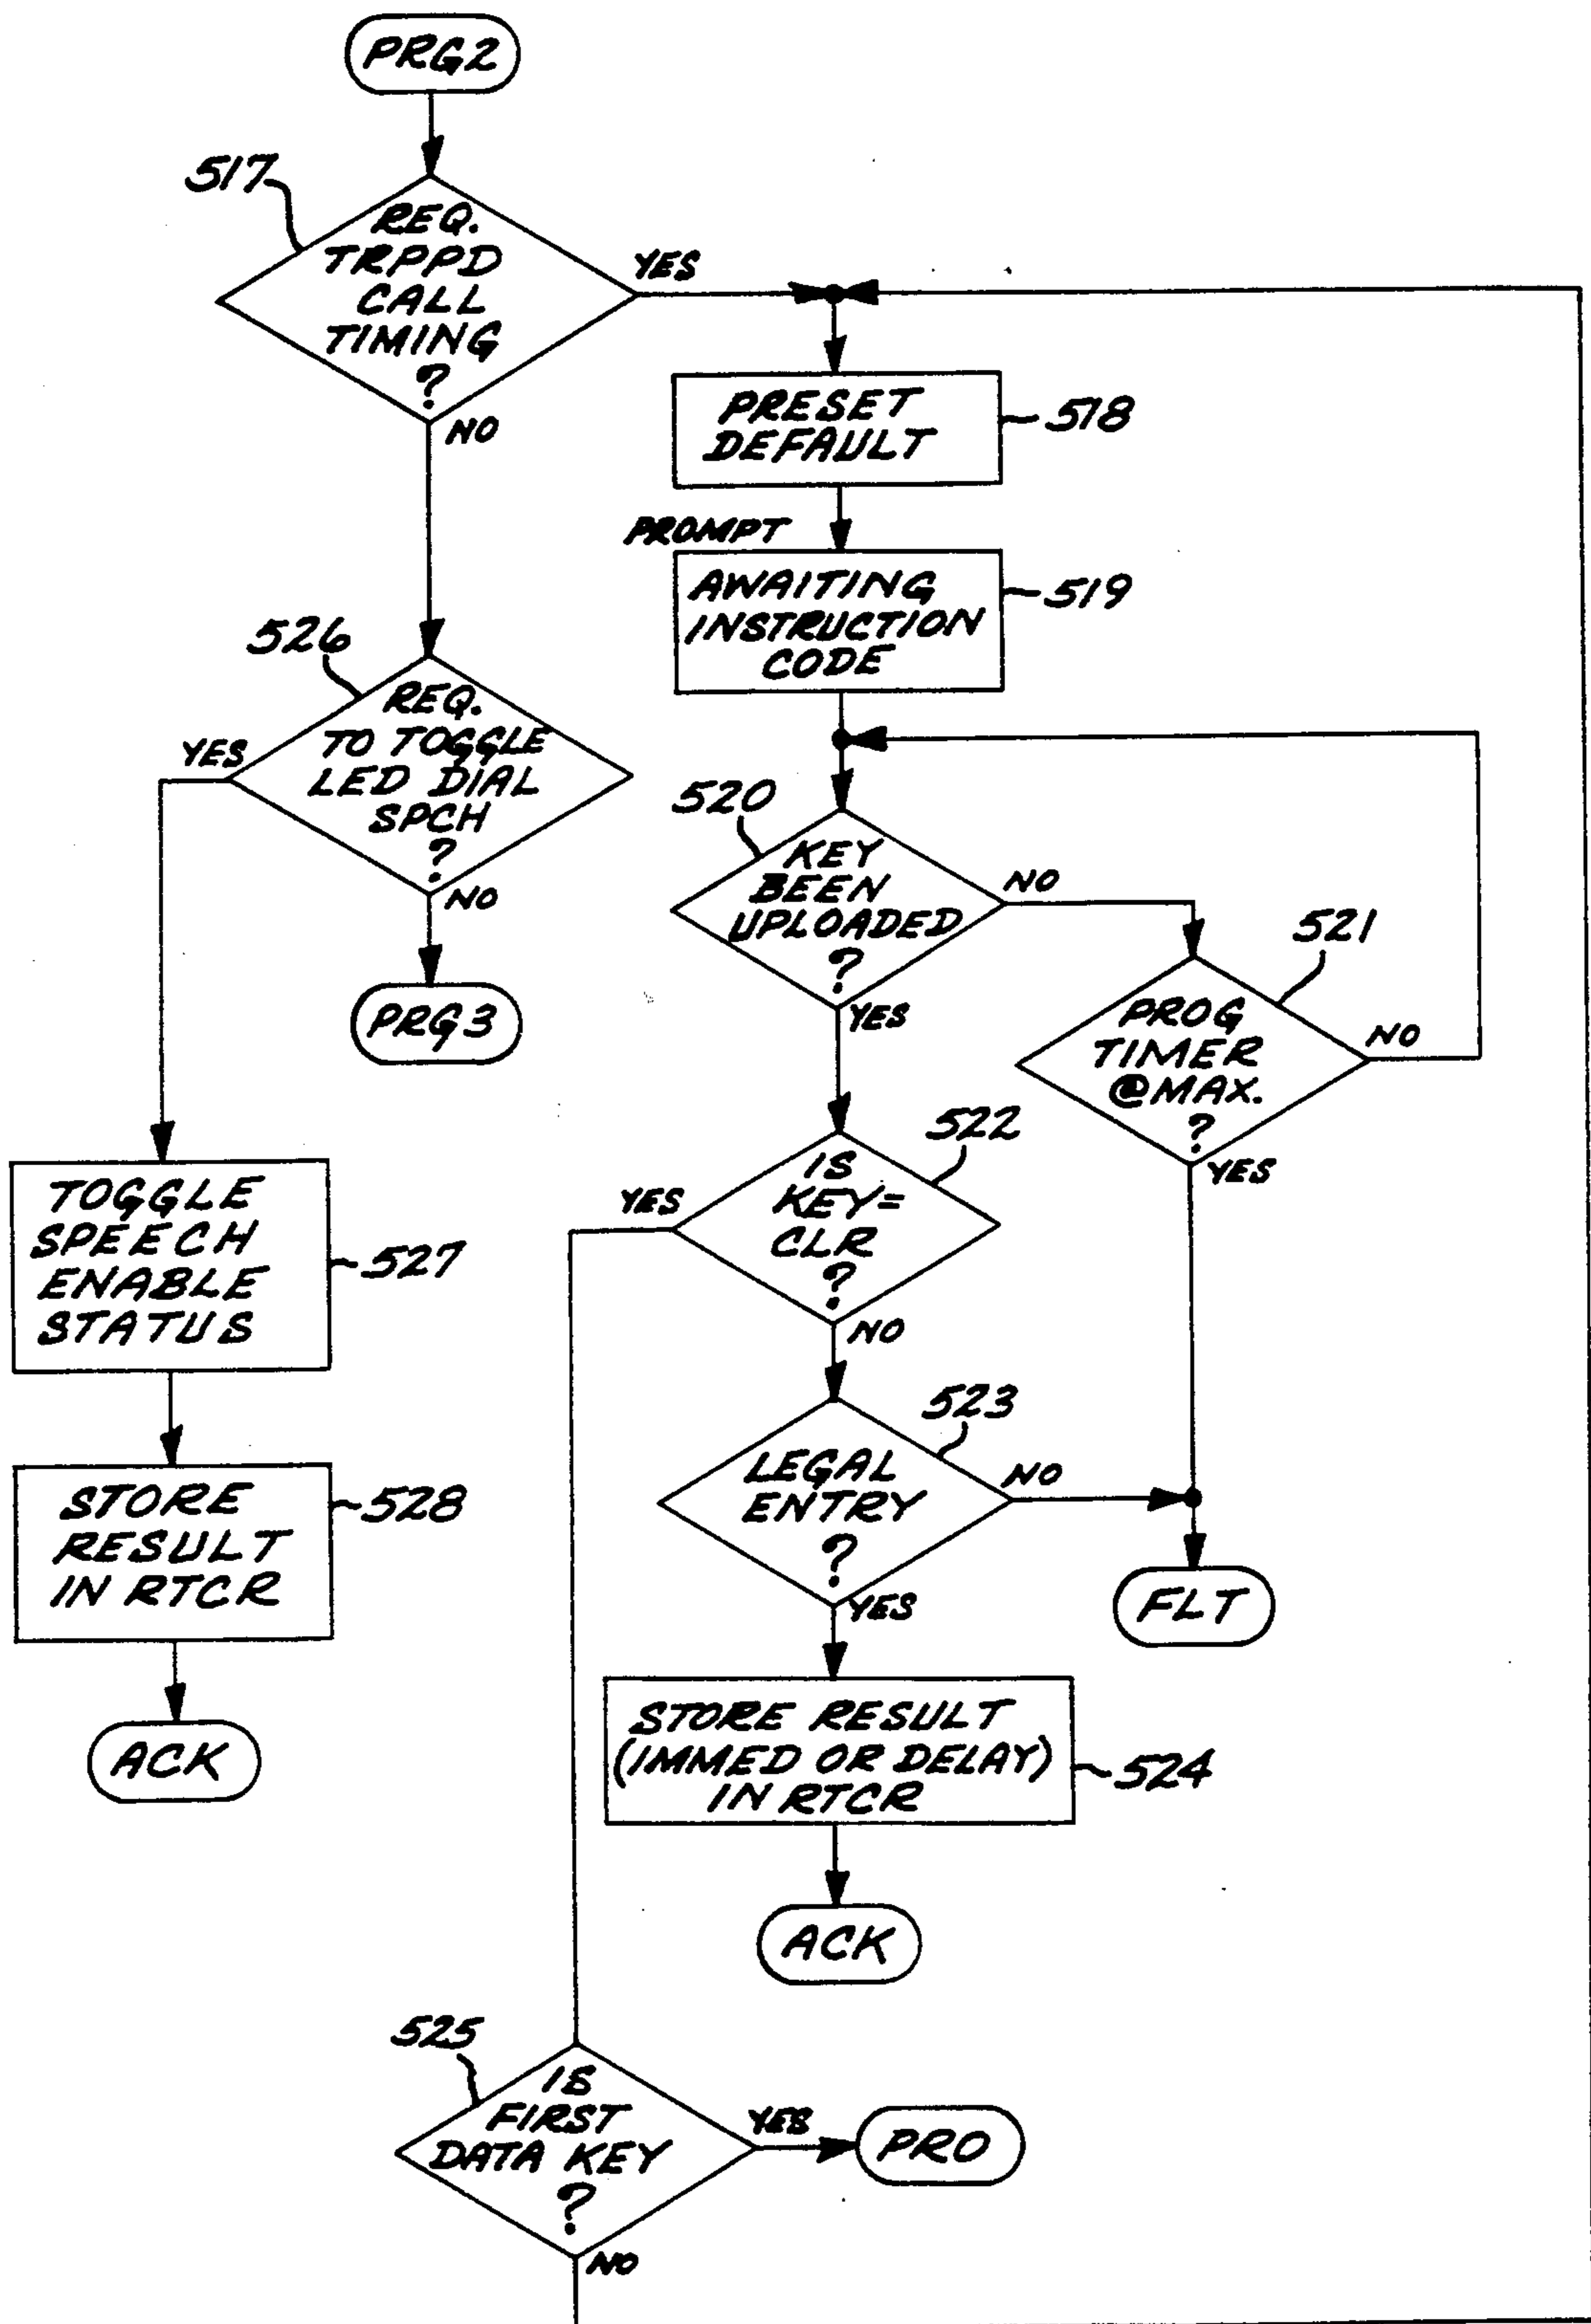 PRG2
517
REQ.
TRPPD
CALL
TIMING
?
YES
NO
PRESET
DEFAULT
518
PROMPT
AWAITING
INSTRUCTION
CODE
519
526
REQ.
TO TOGGLE
LED DIAL
SPCH
?
YES
NO
PRG3
520
KEY
BEEN
UPLOADED
?
NO
YES
521
PROG
TIMER
@MAX.
?
NO
YES
522
IS
KEY=
CLR
?
YES
NO
TOGGLE
SPEECH
ENABLE
STATUS
527
523
LEGAL
ENTRY
?
NO
YES
STORE
RESULT
IN RTCR
528
FLT
ACK
STORE RESULT
(IMMED OR DELAY)
IN RTCR
524
ACK
525
IS
FIRST
DATA KEY
?
YES
PRO
NO